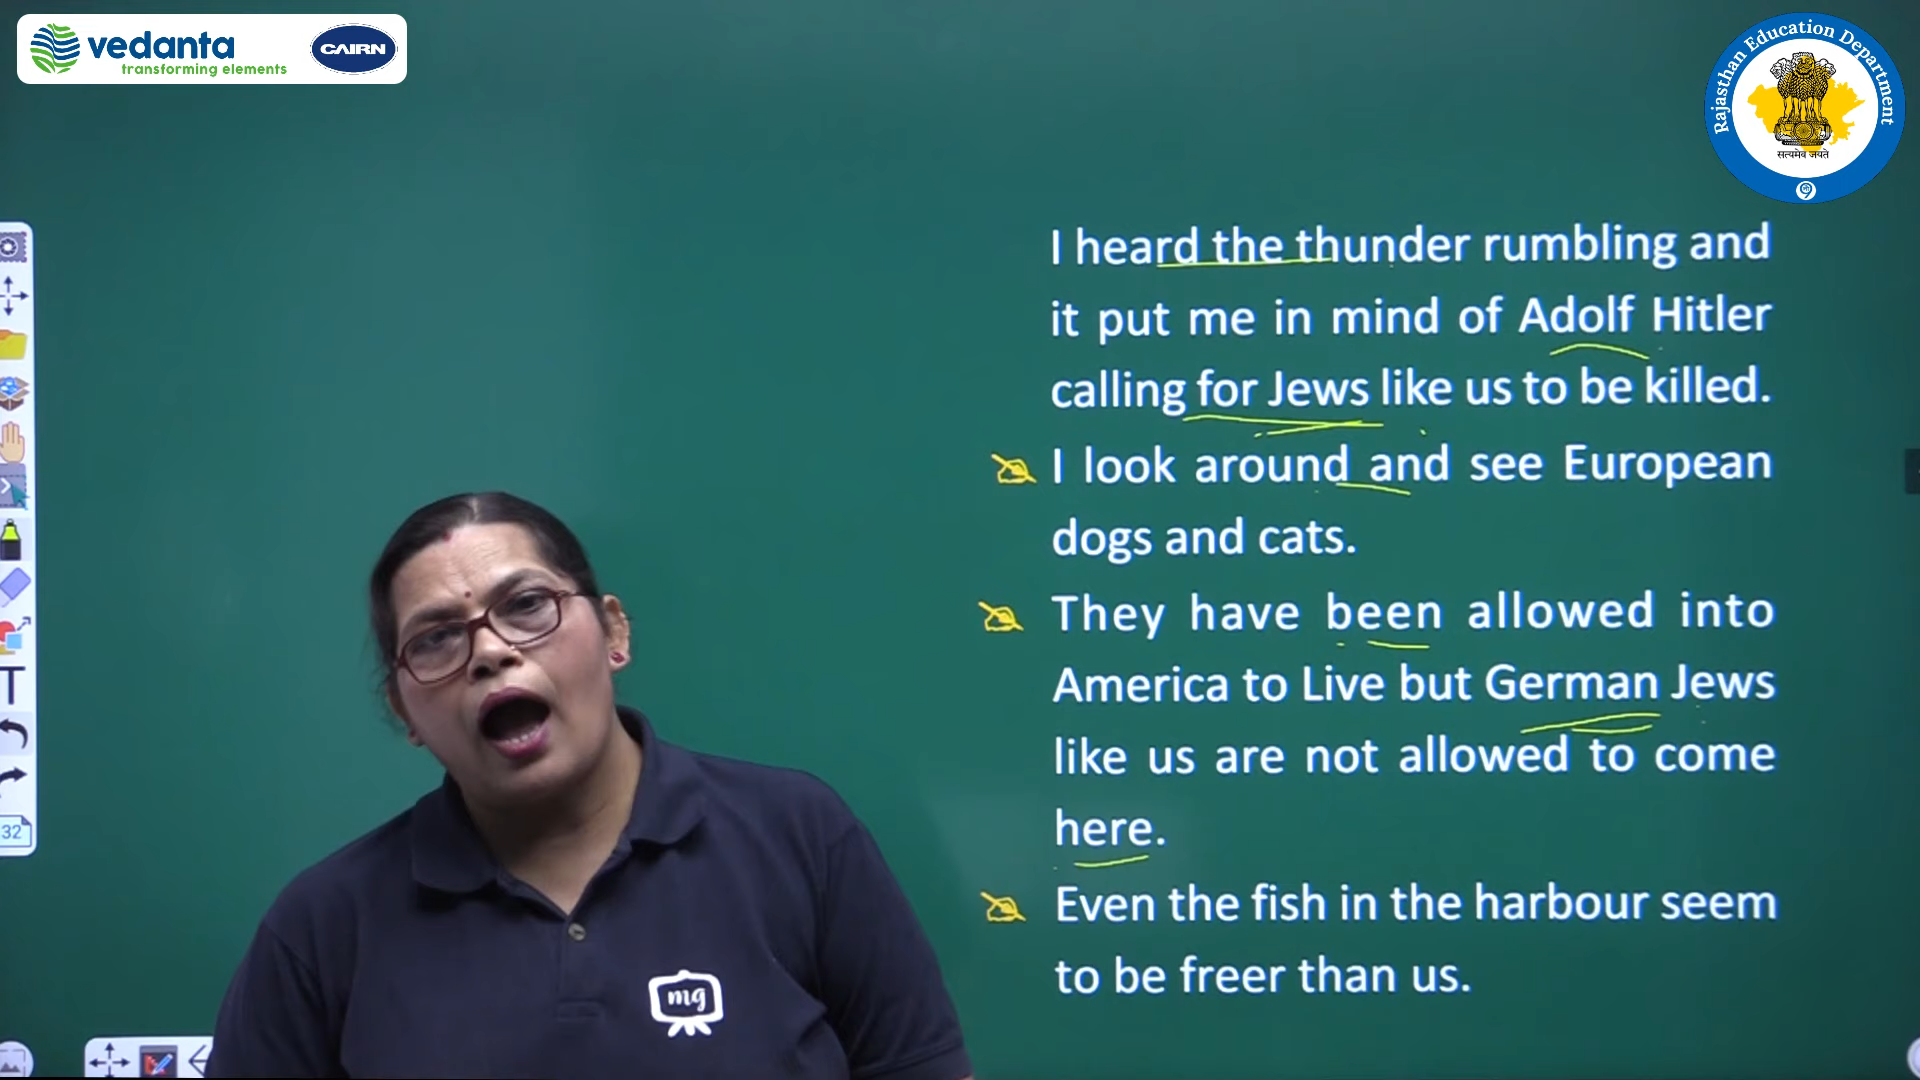 vedanta
transforming elements
CAIRN
Rajasthan Education Department
सत्यमेव जयते
I heard the thunder rumbling and
it put me in mind of Adolf Hitler
calling for Jews like us to be killed.
I look around and see European
dogs and cats.
They have been allowed into
America to Live but German Jews
like us are not allowed to come
here.
Even the fish in the harbour seem
to be freer than us.
T
32
mg